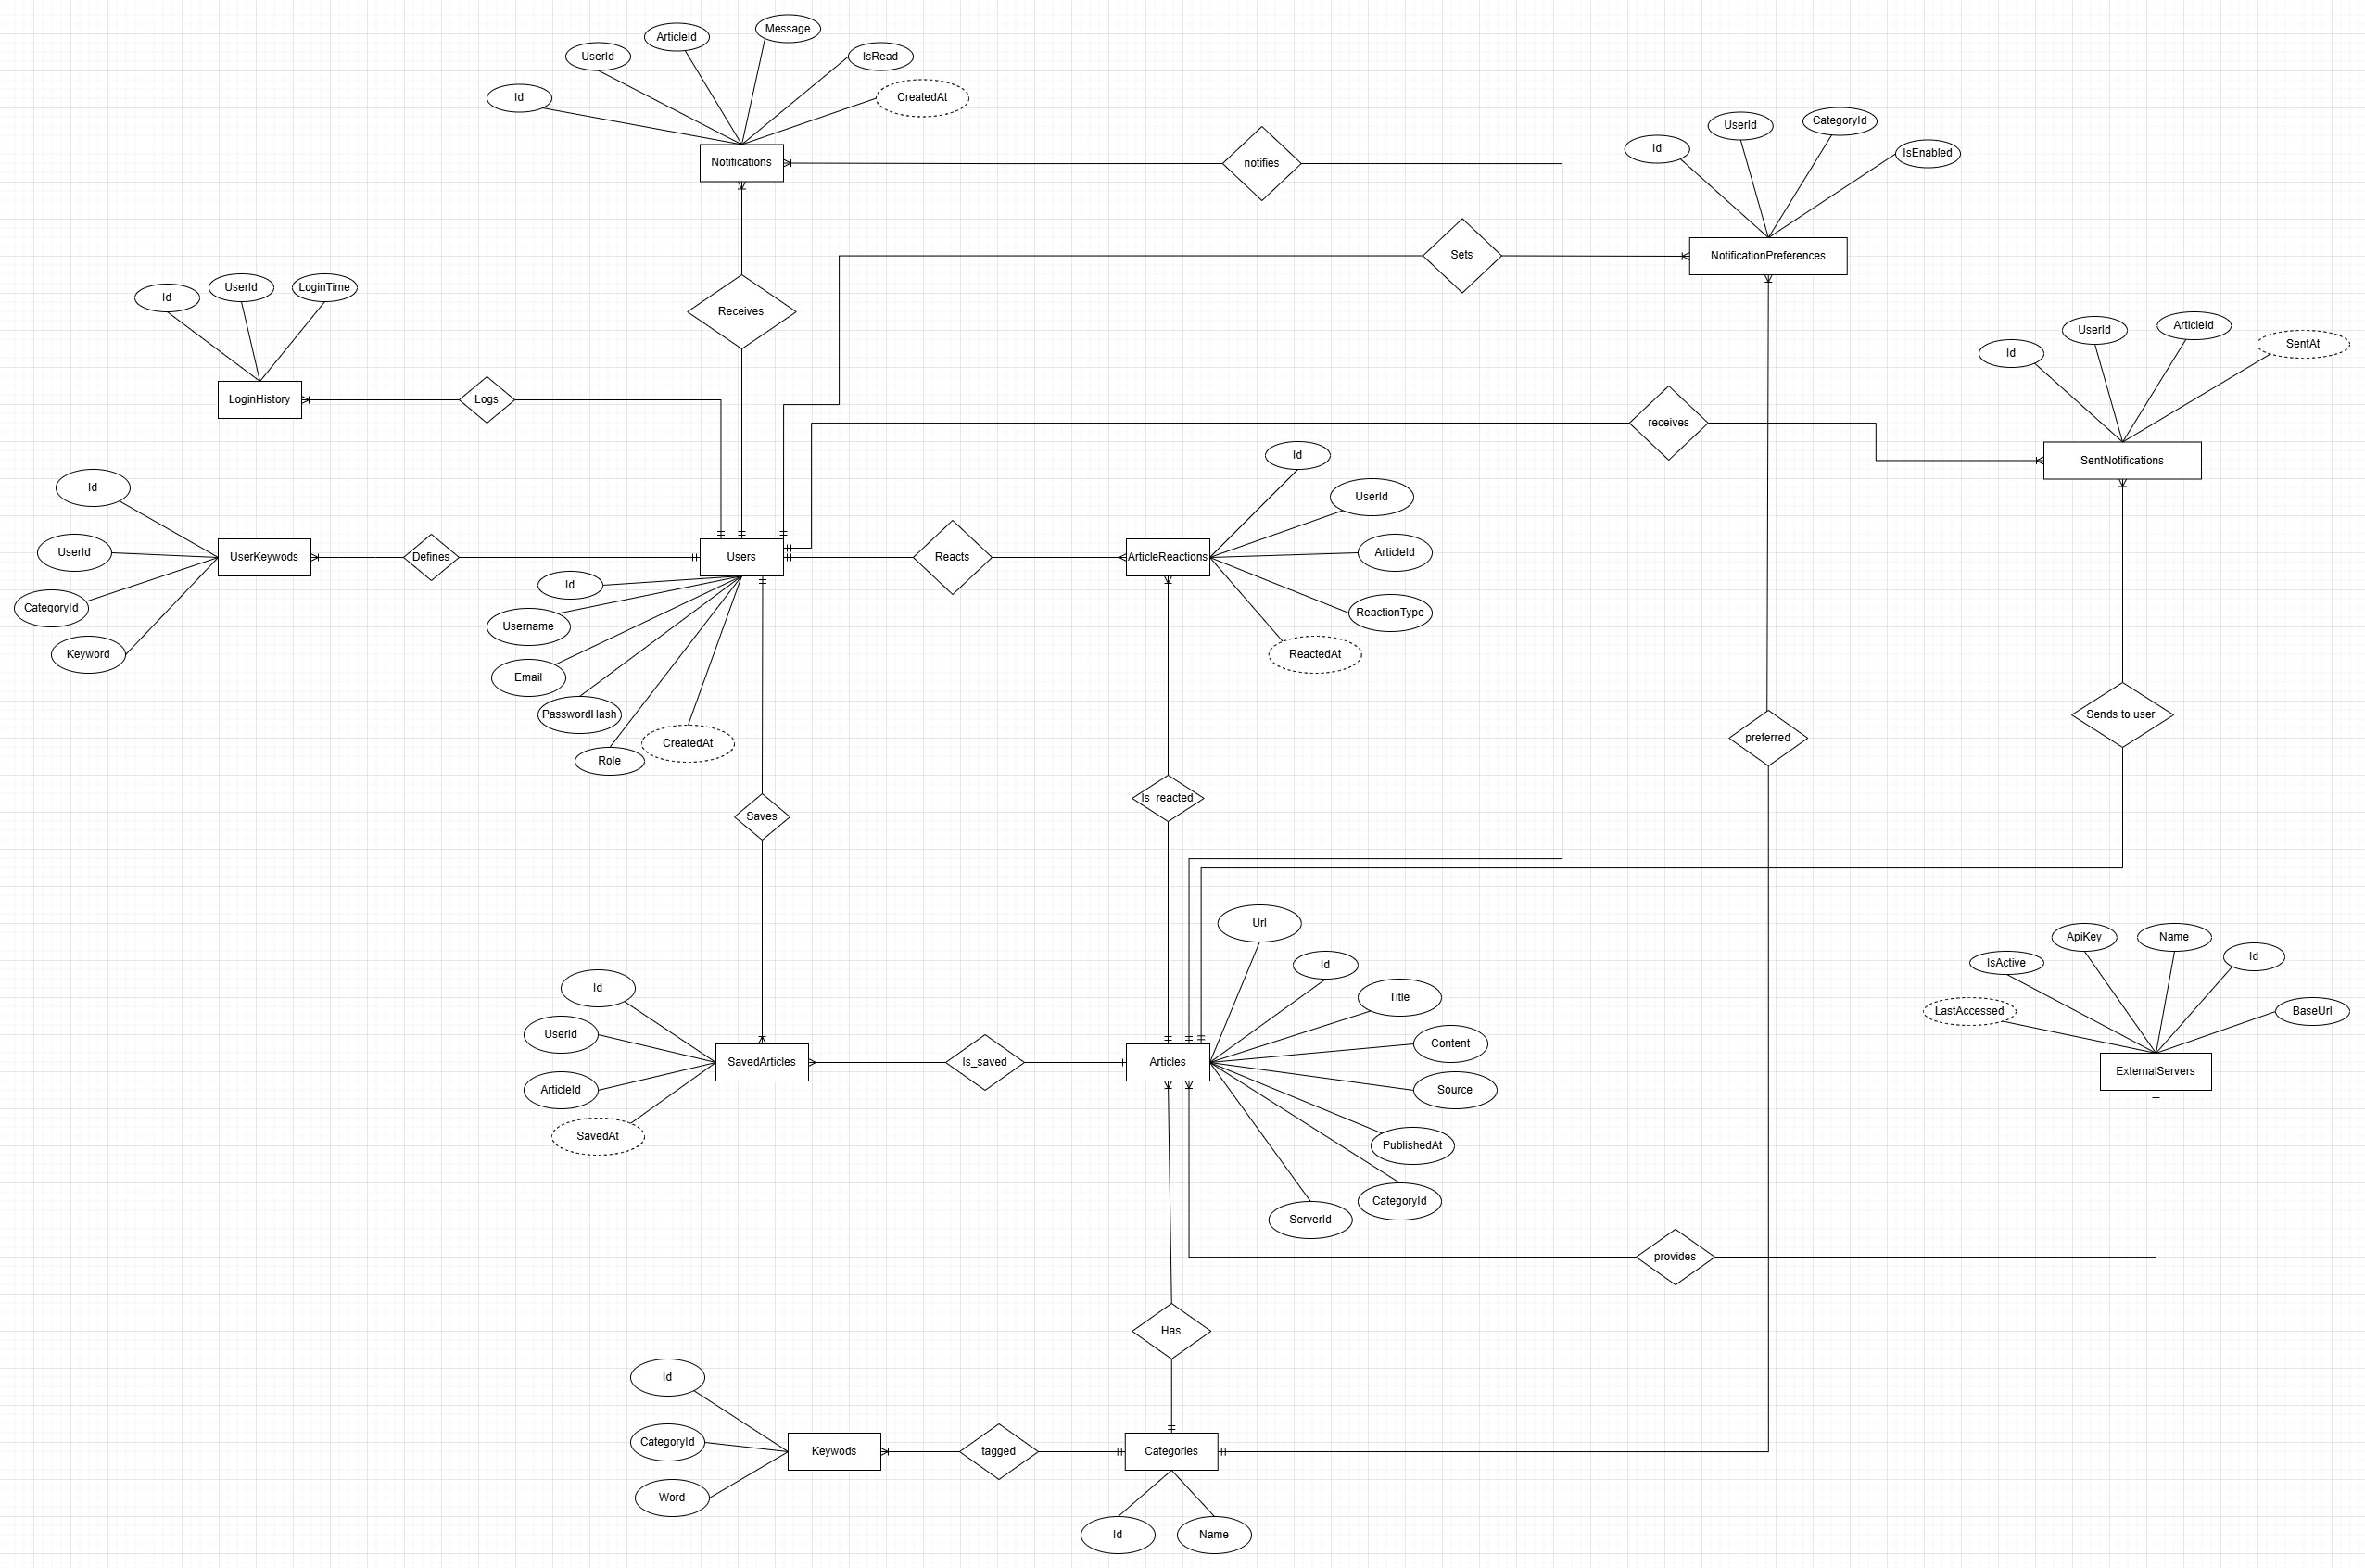 Message
ArticleId
UserId
IsRead
Id
CreatedAt
Notifications
notifies
CategoryId
UserId
Id
IsEnabled
NotificationPreferences
Sets
Receives
Id
UserId
LoginTime
LoginHistory
Logs
Id
UserId
ArticleId
SentAt
SentNotifications
receives
Id
UserId
CategoryId
Keyword
UserKeywods
Defines
Users
Id
Username
Email
PasswordHash
Role
CreatedAt
Reacts
ArticleReactions
Id
UserId
ArticleId
ReactionType
ReactedAt
Saves
Is_reacted
preferred
Sends to user
Id
UserId
ArticleId
SavedAt
SavedArticles
Is_saved
Articles
Url
Id
Title
Content
Source
PublishedAt
CategoryId
ServerId
LastAccessed
IsActive
ApiKey
Name
Id
BaseUrl
ExternalServers
provides
Has
Id
CategoryId
Word
Keywods
tagged
Categories
Id
Name